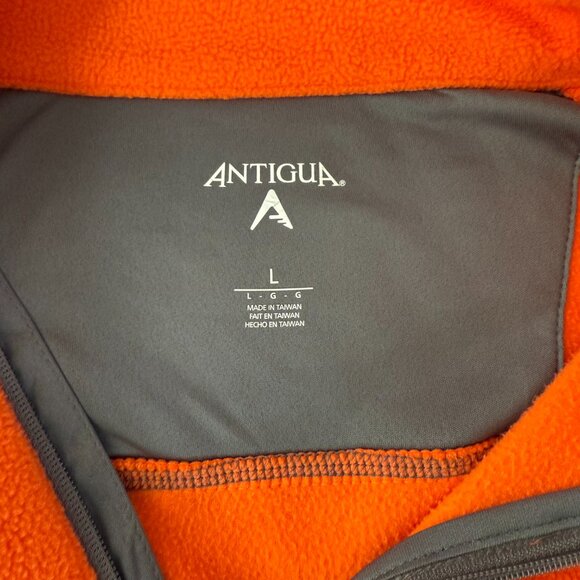 ANTIGUA®
L
L - G - G
MADE IN TAIWAN
FAIT EN TAIWAN
HECHO EN TAIWAN